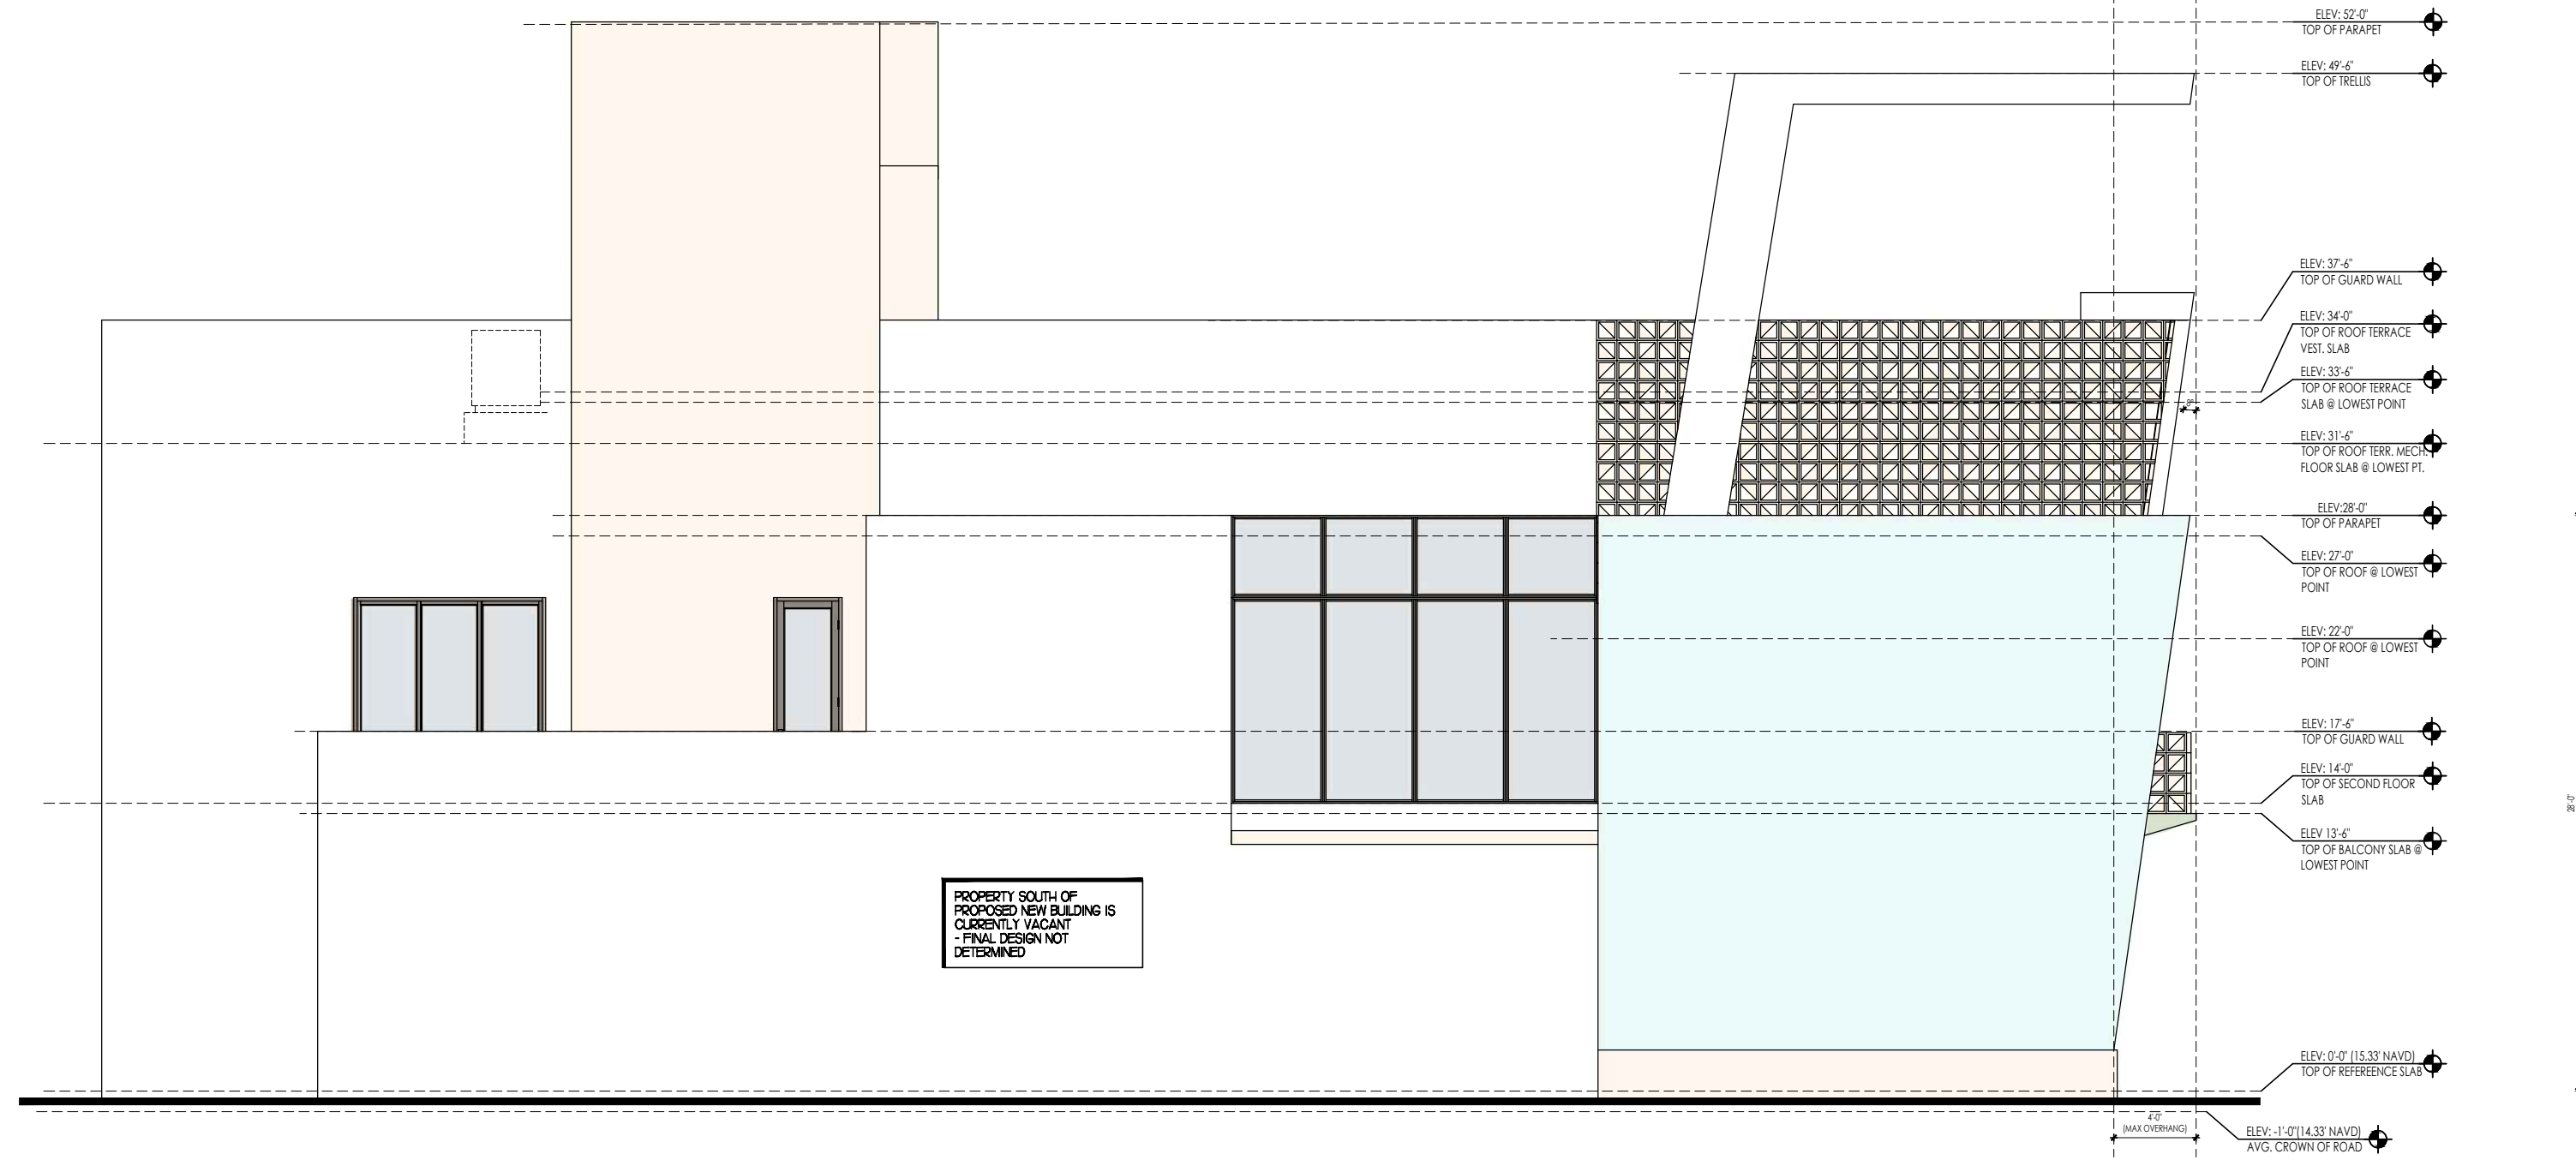 ELEV: 52'-0"
TOP OF PARAPET
ELEV: 49'-6"
TOP OF TRELLIS
ELEV: 37'-6"
TOP OF GUARD WALL
ELEV: 34'-0"
TOP OF ROOF TERRACE
VEST. SLAB
ELEV: 33'-6"
TOP OF ROOF TERRACE
SLAB @ LOWEST POINT
8"
ELEV: 31'-6"
TOP OF ROOF TERR. MECH.
FLOOR SLAB @ LOWEST PT.
ELEV:28'-0"
TOP OF PARAPET
ELEV: 27'-0"
TOP OF ROOF @ LOWEST
POINT
ELEV: 22'-0"
TOP OF ROOF @ LOWEST
POINT
ELEV: 17'-6"
TOP OF GUARD WALL
ELEV: 14'-0"
TOP OF SECOND FLOOR
SLAB
28'-0"
ELEV 13'-6"
TOP OF BALCONY SLAB @
LOWEST POINT
PROPERTY SOUTH OF
PROPOSED NEW BUILDING IS
CURRENTLY VACANT
- FINAL DESIGN NOT
DETERMINED
ELEV: 0'-0" (15.33' NAVD)
TOP OF REFEREENCE SLAB
4'-0"
(MAX OVERHANG)
ELEV: -1'-0"(14.33' NAVD)
AVG. CROWN OF ROAD